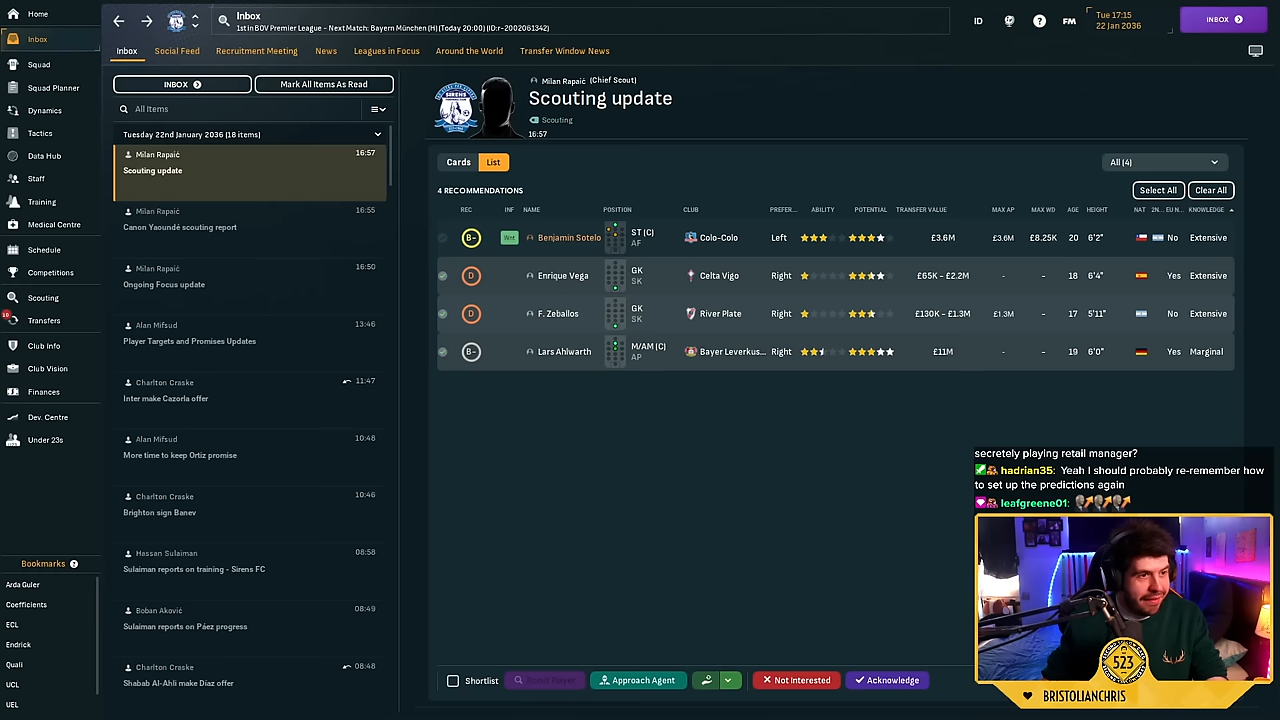 Home
Inbox
Squad
Squad Planner
Dynamics
Tactics
Data Hub
Staff
Training
Medical Centre
Schedule
Competitions
Scouting
10
Transfers
Club Info
Club Vision
Finances
Dev. Centre
Under 23s
Bookmarks ?
Arda Guler
Coefficients
ECL
Endrick
Quali
UCL
UEL
Inbox
1st in BOV Premier League - Next Match: Bayern München (H) (Today 20:00) (ID:r-2002061342)
ID
?
FM
Tue 17:15
22 Jan 2036
INBOX
Inbox
Social Feed
Recruitment Meeting
News
Leagues in Focus
Around the World
Transfer Window News
INBOX
Mark All Items As Read
All Items
Tuesday 22nd January 2036 (18 items)
Milan Rapaić 16:57
Scouting update
Milan Rapaić 16:55
Canon Yaoundé scouting report
Milan Rapaić 16:50
Ongoing Focus update
Alan Mifsud 13:46
Player Targets and Promises Updates
Charlton Craske 11:47
Inter make Cazorla offer
Alan Mifsud 10:48
More time to keep Ortiz promise
Charlton Craske 10:46
Brighton sign Banev
Hassan Sulaiman 08:58
Sulaiman reports on training - Sirens FC
Boban Aković 08:49
Sulaiman reports on Páez progress
Charlton Craske 08:48
Shabab Al-Ahli make Díaz offer
SIRENS
Milan Rapaić (Chief Scout)
Scouting update
Scouting
16:57
Cards
List
All (4)
4 RECOMMENDATIONS
Select All
Clear All
REC INF NAME POSITION CLUB PREFER... ABILITY POTENTIAL TRANSFER VALUE MAX AP MAX WD AGE HEIGHT NAT 2N... EU N... KNOWLEDGE
B- Wnt Benjamin Sotelo ST (C) AF Colo-Colo Left £3.6M £3.6M £8.25K 20 6'2" No Extensive
D Enrique Vega GK SK Celta Vigo Right £65K - £2.2M - - 18 6'4" Yes Extensive
D F. Zeballos GK SK River Plate Right £130K - £1.3M £1.3M - 17 5'11" No Extensive
B- Lars Ahlwarth M/AM (C) AP Bayer Leverkus... Right £11M - - 19 6'0" Yes Marginal
Shortlist
Approach Agent
Not Interested
Acknowledge
secretely playing retail manager?
hadrian35: Yeah I should probably re-remember how
to set up the predictions again
leafgreene01:
523
BRISTOLIANCHRIS